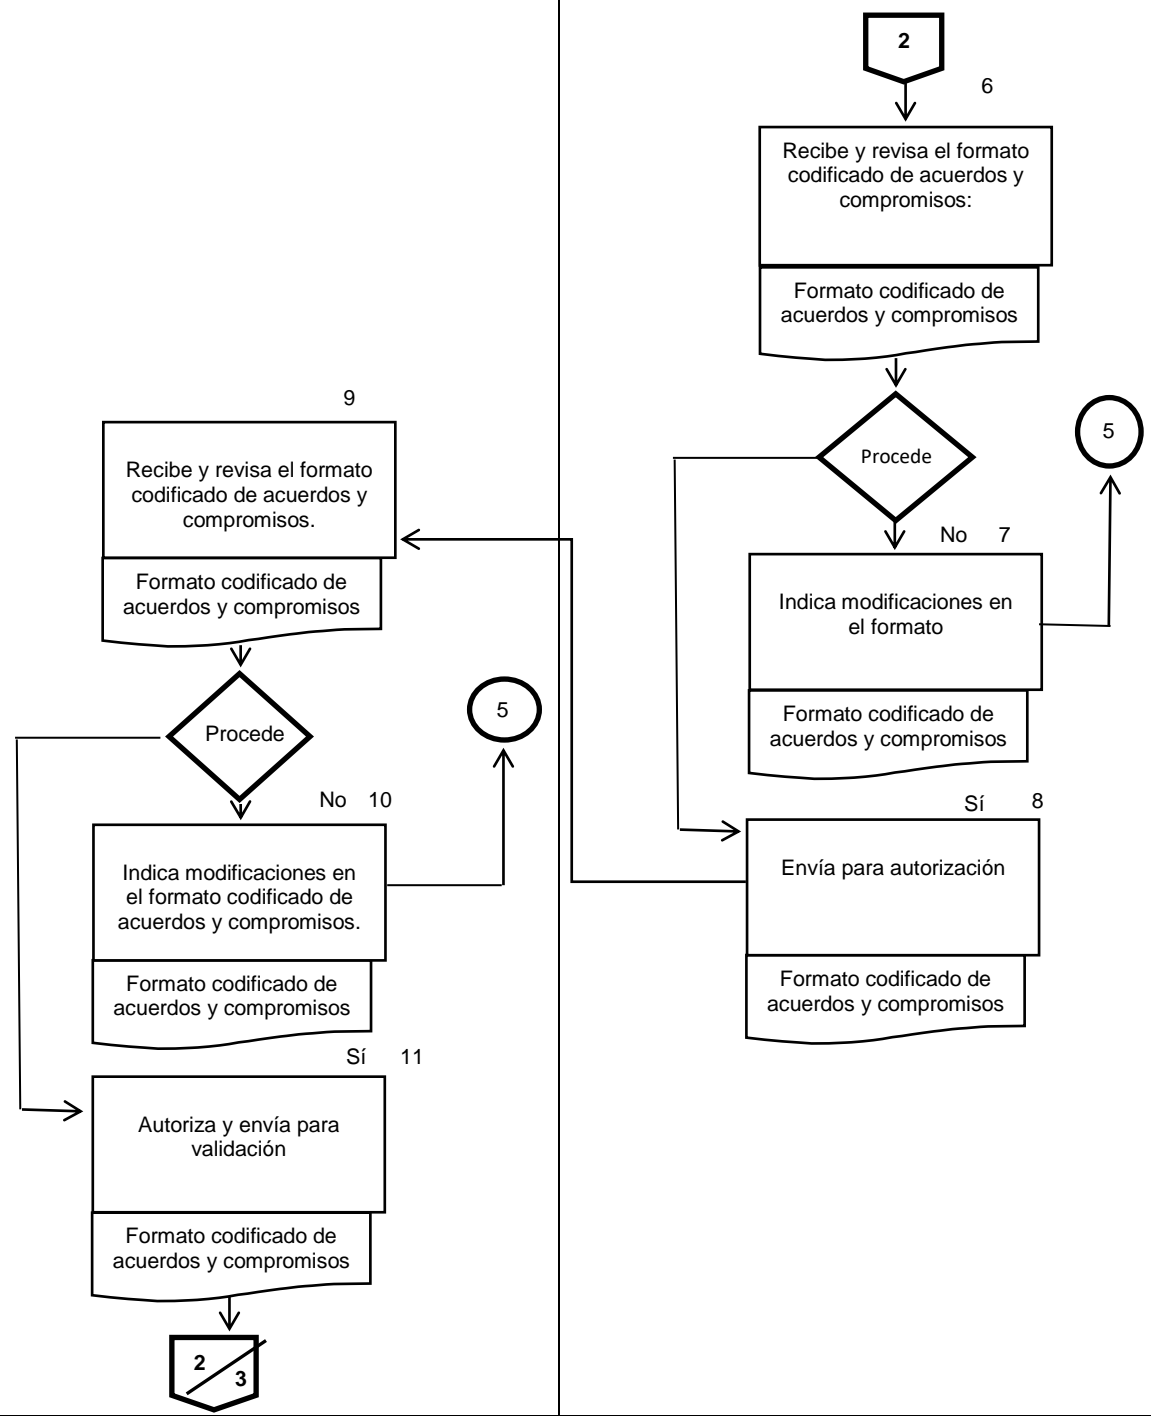 2
6
Recibe y revisa el formato
codificado de acuerdos y
compromisos:
Formato codificado de
acuerdos y compromisos
Procede
5
No 7
Indica modificaciones en
el formato
Formato codificado de
acuerdos y compromisos
Sí 8
Envía para autorización
Formato codificado de
acuerdos y compromisos
9
Recibe y revisa el formato
codificado de acuerdos y
compromisos.
Formato codificado de
acuerdos y compromisos
Procede
5
No 10
Indica modificaciones en
el formato codificado de
acuerdos y compromisos.
Formato codificado de
acuerdos y compromisos
Sí 11
Autoriza y envía para
validación
Formato codificado de
acuerdos y compromisos
2
3